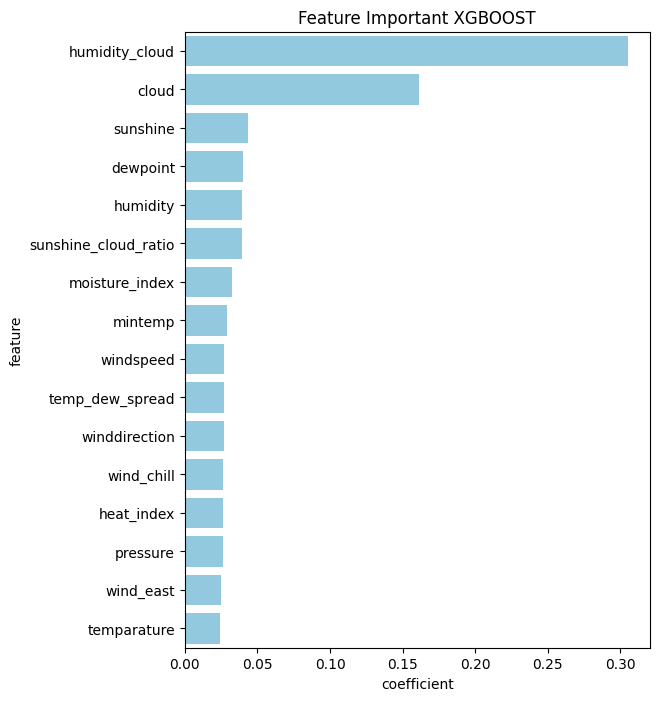 Feature Important XGBOOST
feature
humidity_cloud
cloud
sunshine
dewpoint
humidity
sunshine_cloud_ratio
moisture_index
mintemp
windspeed
temp_dew_spread
winddirection
wind_chill
heat_index
pressure
wind_east
temparature
0.00 0.05 0.10 0.15 0.20 0.25 0.30
coefficient